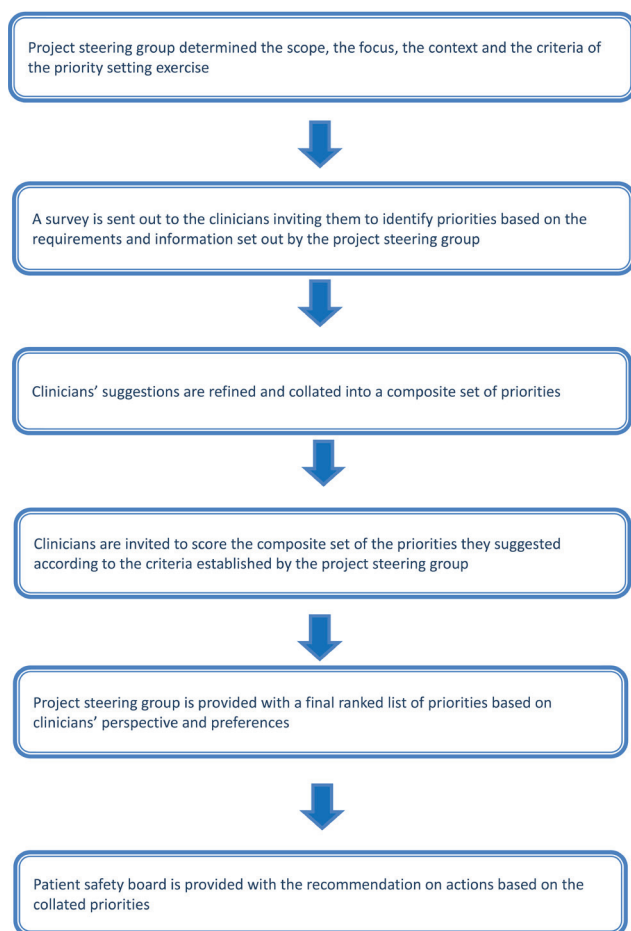 Project steering group determined the scope, the focus, the context and the criteria of
the priority setting exercise
A survey is sent out to the clinicians inviting them to identify priorities based on the
requirements and information set out by the project steering group
Clinicians’ suggestions are refined and collated into a composite set of priorities
Clinicians are invited to score the composite set of the priorities they suggested
according to the criteria established by the project steering group
Project steering group is provided with a final ranked list of priorities based on
clinicians’ perspective and preferences
Patient safety board is provided with the recommendation on actions based on the
collated priorities